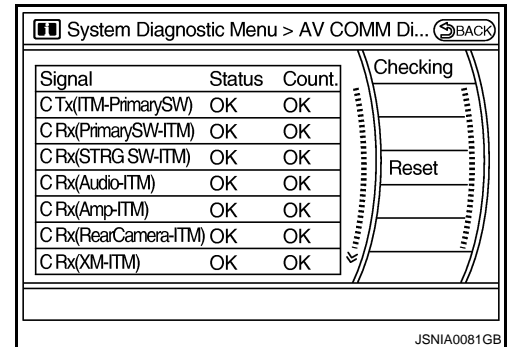 System Diagnostic Menu > AV COMM Di... BACK
Checking
Signal Status Count.
C Tx(ITM-PrimarySW) OK OK
C Rx(PrimarySW-ITM) OK OK
C Rx(STRG SW-ITM) OK OK
C Rx(Audio-ITM) OK OK
C Rx(Amp-ITM) OK OK
C Rx(RearCamera-ITM) OK OK
C Rx(XM-ITM) OK OK
Reset
JSNIA0081GB